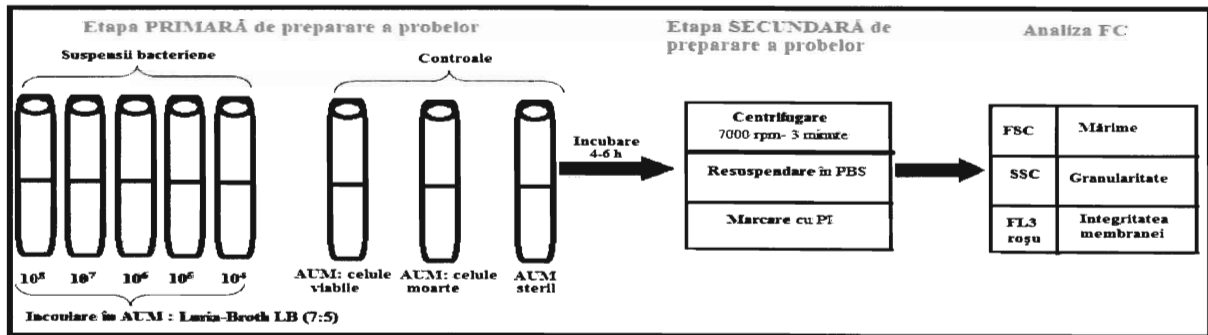 Etapa PRIMARĂ de preparare a probelor
Suspensii bacteriene
Controale
10⁸ 10⁷ 10⁶ 10⁵ 10⁴
Incoulare în AUM : Luria-Broth LB (7:5)
AUM: celule
viabile
AUM: celule
moarte
AUM
steril
Incubare
4-6 h
Etapa SECUNDARĂ de
preparare a probelor
Centrifugare
7000 rpm- 3 minute
Resuspendare în PBS
Marcare cu PI
Analiza FC
FSC Mărime
SSC Granularitate
FL3
roşu
Integritatea
membranei